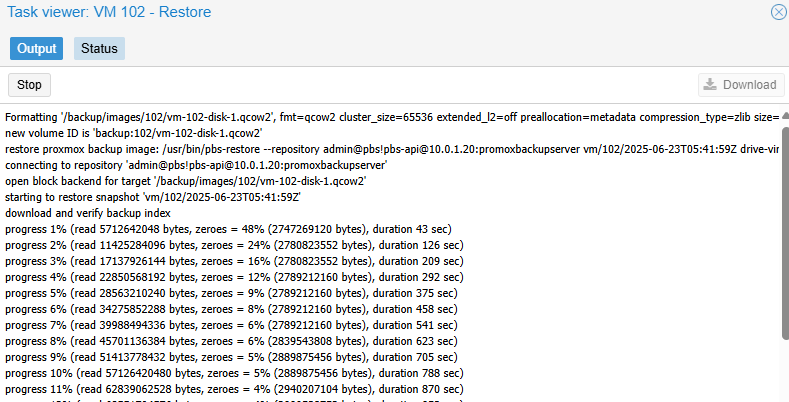 Task viewer: VM 102 - Restore
Output Status
Stop Download
Formatting '/backup/images/102/vm-102-disk-1.qcow2', fmt=qcow2 cluster_size=65536 extended_l2=off preallocation=metadata compression_type=zlib size=
new volume ID is 'backup:102/vm-102-disk-1.qcow2'
restore proxmox backup image: /usr/bin/pbs-restore --repository admin@pbs!pbs-api@10.0.1.20:promoxbackupserver vm/102/2025-06-23T05:41:59Z drive-vir
connecting to repository 'admin@pbs!pbs-api@10.0.1.20:promoxbackupserver'
open block backend for target '/backup/images/102/vm-102-disk-1.qcow2'
starting to restore snapshot 'vm/102/2025-06-23T05:41:59Z'
download and verify backup index
progress 1% (read 5712642048 bytes, zeroes = 48% (2747269120 bytes), duration 43 sec)
progress 2% (read 11425284096 bytes, zeroes = 24% (2780823552 bytes), duration 126 sec)
progress 3% (read 17137926144 bytes, zeroes = 16% (2780823552 bytes), duration 209 sec)
progress 4% (read 22850568192 bytes, zeroes = 12% (2789212160 bytes), duration 292 sec)
progress 5% (read 28563210240 bytes, zeroes = 9% (2789212160 bytes), duration 375 sec)
progress 6% (read 34275852288 bytes, zeroes = 8% (2789212160 bytes), duration 458 sec)
progress 7% (read 39988494336 bytes, zeroes = 6% (2789212160 bytes), duration 541 sec)
progress 8% (read 45701136384 bytes, zeroes = 6% (2839543808 bytes), duration 623 sec)
progress 9% (read 51413778432 bytes, zeroes = 5% (2889875456 bytes), duration 705 sec)
progress 10% (read 57126420480 bytes, zeroes = 5% (2889875456 bytes), duration 788 sec)
progress 11% (read 62839062528 bytes, zeroes = 4% (2940207104 bytes), duration 870 sec)